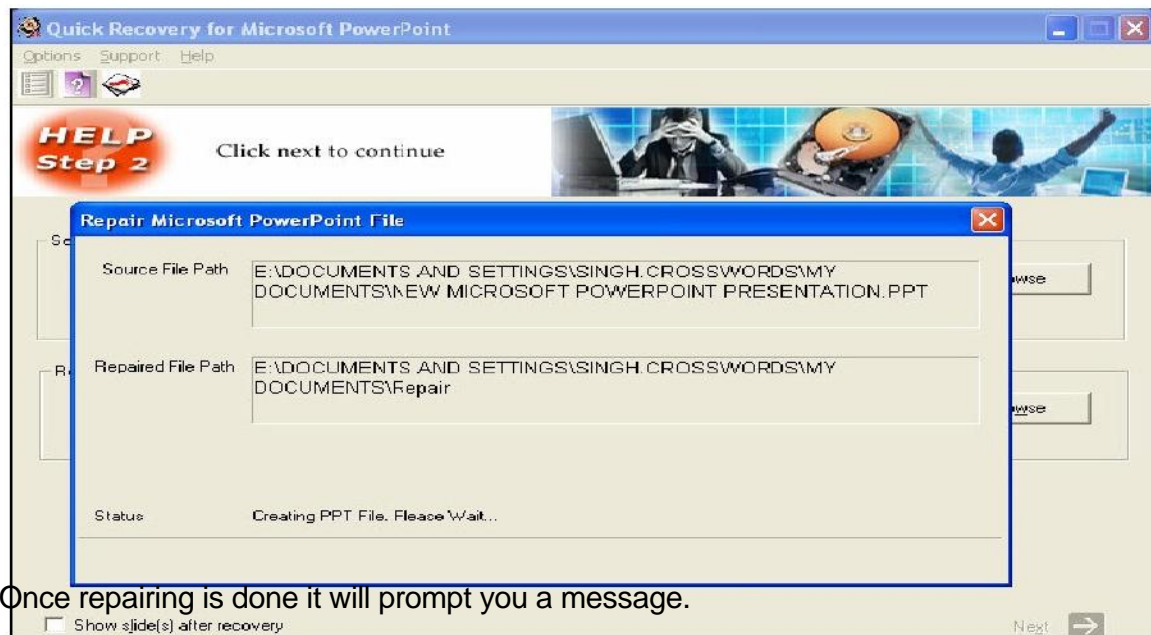 Quick Recovery for Microsoft PowerPoint
Options Support Help
HELP
Step 2
Click next to continue
Repair Microsoft PowerPoint File
Source File Path
E:\DOCUMENTS AND SETTINGS\SINGH.CROSSWORDS\MY
DOCUMENTS\NEW MICROSOFT POWERPOINT PRESENTATION.PPT
wse
Repaired File Path
E:\DOCUMENTS AND SETTINGS\SINGH.CROSSWORDS\MY
DOCUMENTS\Repair
wse
Status
Creating PPT File. Please Wait...
Once repairing is done it will prompt you a message.
Show slide(s) after recovery
Next